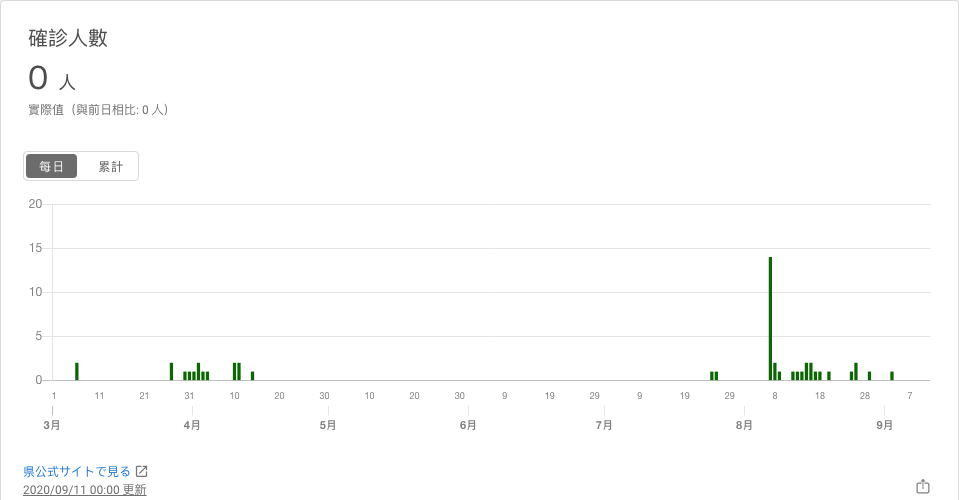 確診人數
0 人
實際值（與前日相比: 0 人）
每日 累計
20
15
10
5
0
1 11 21 31 10 20 30 10 20 30 9 19 29 9 19 29 8 18 28 7
3月 4月 5月 6月 7月 8月 9月
県公式サイトで見る
2020/09/11 00:00 更新